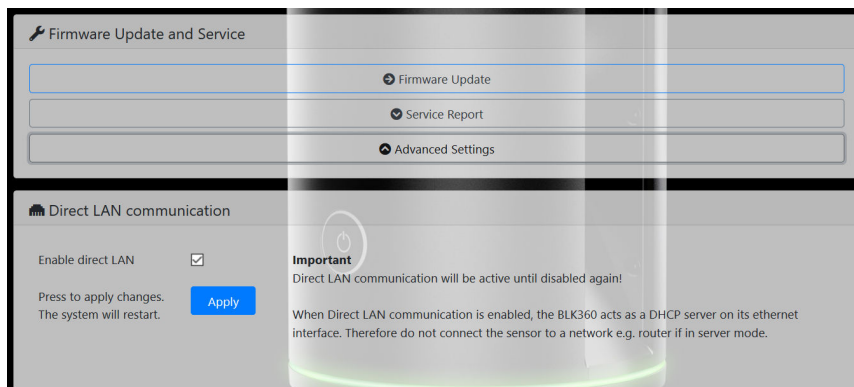 Firmware Update and Service
Firmware Update
Service Report
Advanced Settings
Direct LAN communication
Enable direct LAN
Press to apply changes.
The system will restart.
Apply
Important
Direct LAN communication will be active until disabled again!
When Direct LAN communication is enabled, the BLK360 acts as a DHCP server on its ethernet
interface. Therefore do not connect the sensor to a network e.g. router if in server mode.